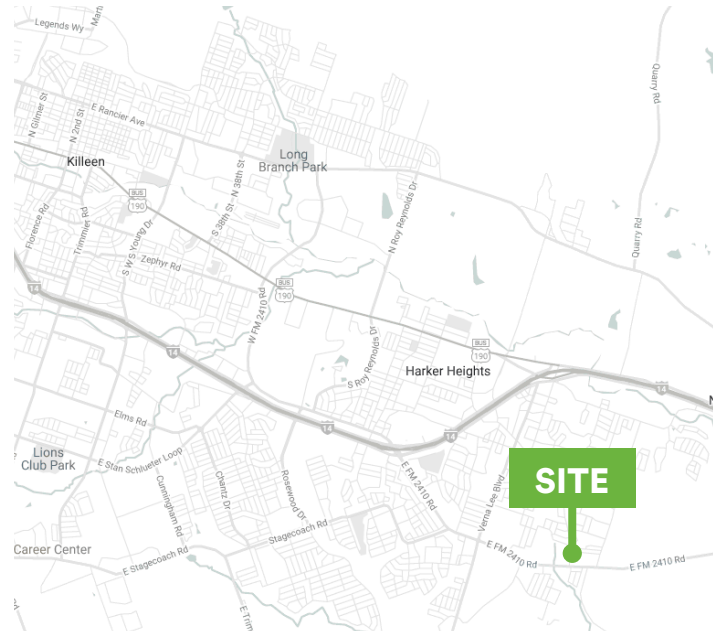 Legends Wy
Mart
Quarry Rd
N Gilmer St
E Rancier Ave
N 2nd St
Killeen
Long
Branch Park
BUS
190
S 38th St - N 38th St
N Roy Reynolds Dr
Quarry Rd
Florence Rd
Trimmier Rd
S W S Young Dr
Zephyr Rd
BUS
190
14
W FM 2410 Rd
14
S Roy Reynolds Dr
BUS
190
Harker Heights
14
N
Elms Rd
14
14
Lions
Club Park
E Stan Schlueter Loop
Cunningham Rd
Chantz Dr
Rosewood Dr
E FM 2410 Rd
Verna Lee Blvd
SITE
Stagecoach Rd
Career Center
E Stagecoach Rd
E FM 2410 Rd
E FM 2410 Rd
E Trim